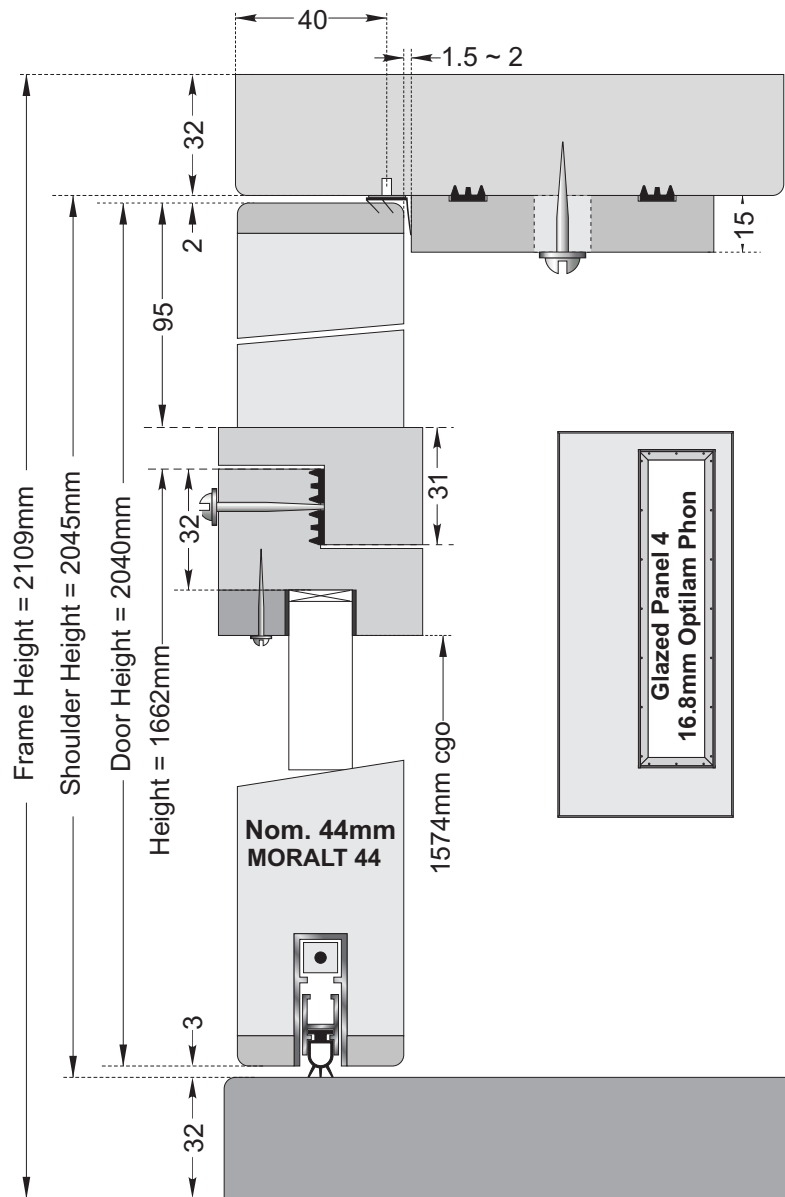 40
1.5 ~ 2
32
2
15
95
31
32
Frame Height = 2109mm
Shoulder Height = 2045mm
Door Height = 2040mm
Height = 1662mm
1574mm cgo
Glazed Panel 4
16.8mm Optilam Phon
Nom. 44mm
MORALT 44
3
32